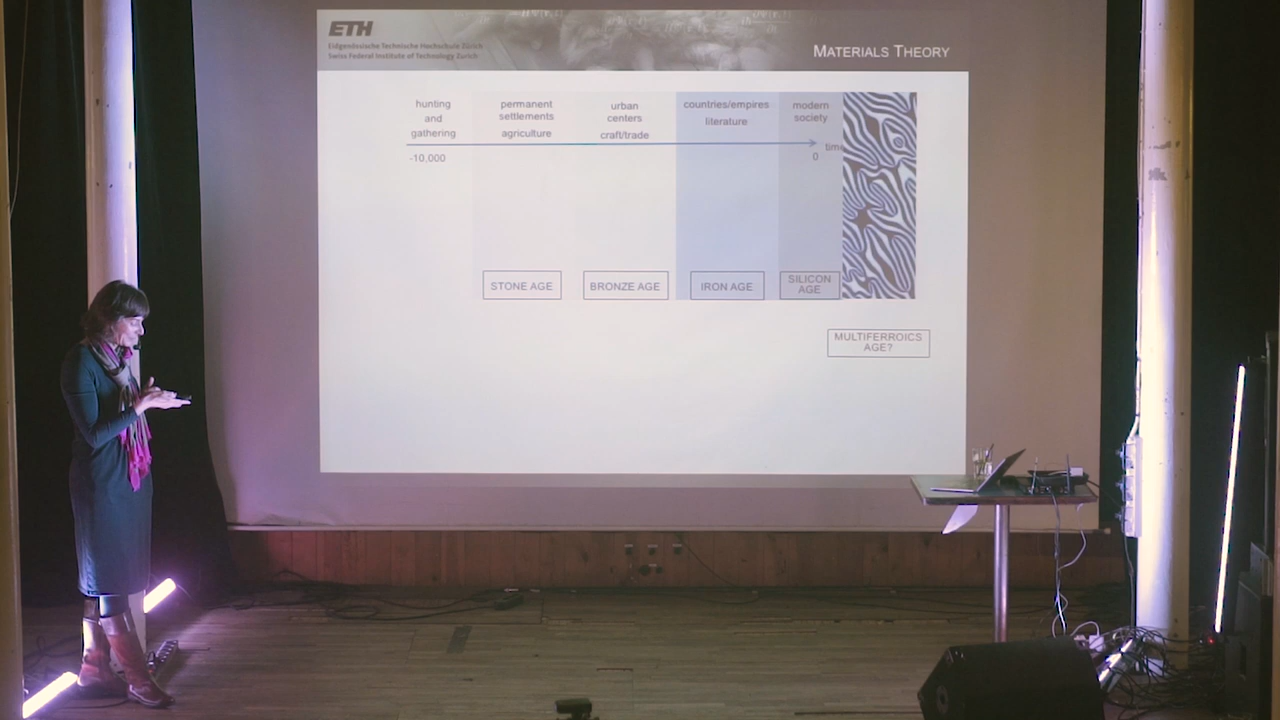 ETH
Eidgenössische Technische Hochschule Zürich
Swiss Federal Institute of Technology Zurich
MATERIALS THEORY
hunting
and
gathering
permanent
settlements
agriculture
urban
centers
craft/trade
countries/empires
literature
modern
society
time
-10,000
0
STONE AGE
BRONZE AGE
IRON AGE
SILICON
AGE
MULTIFERROICS
AGE?